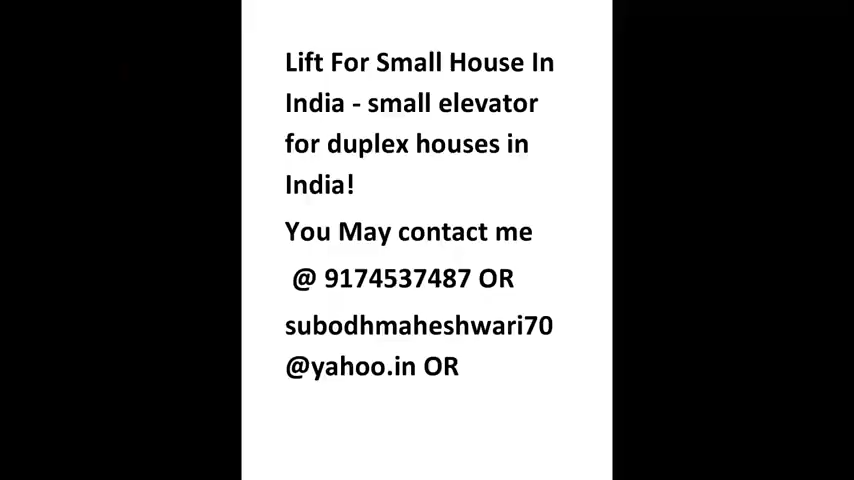 Lift For Small House In
India - small elevator
for duplex houses in
India!
You May contact me
@ 9174537487 OR
subodhmaheshwari70
@yahoo.in OR